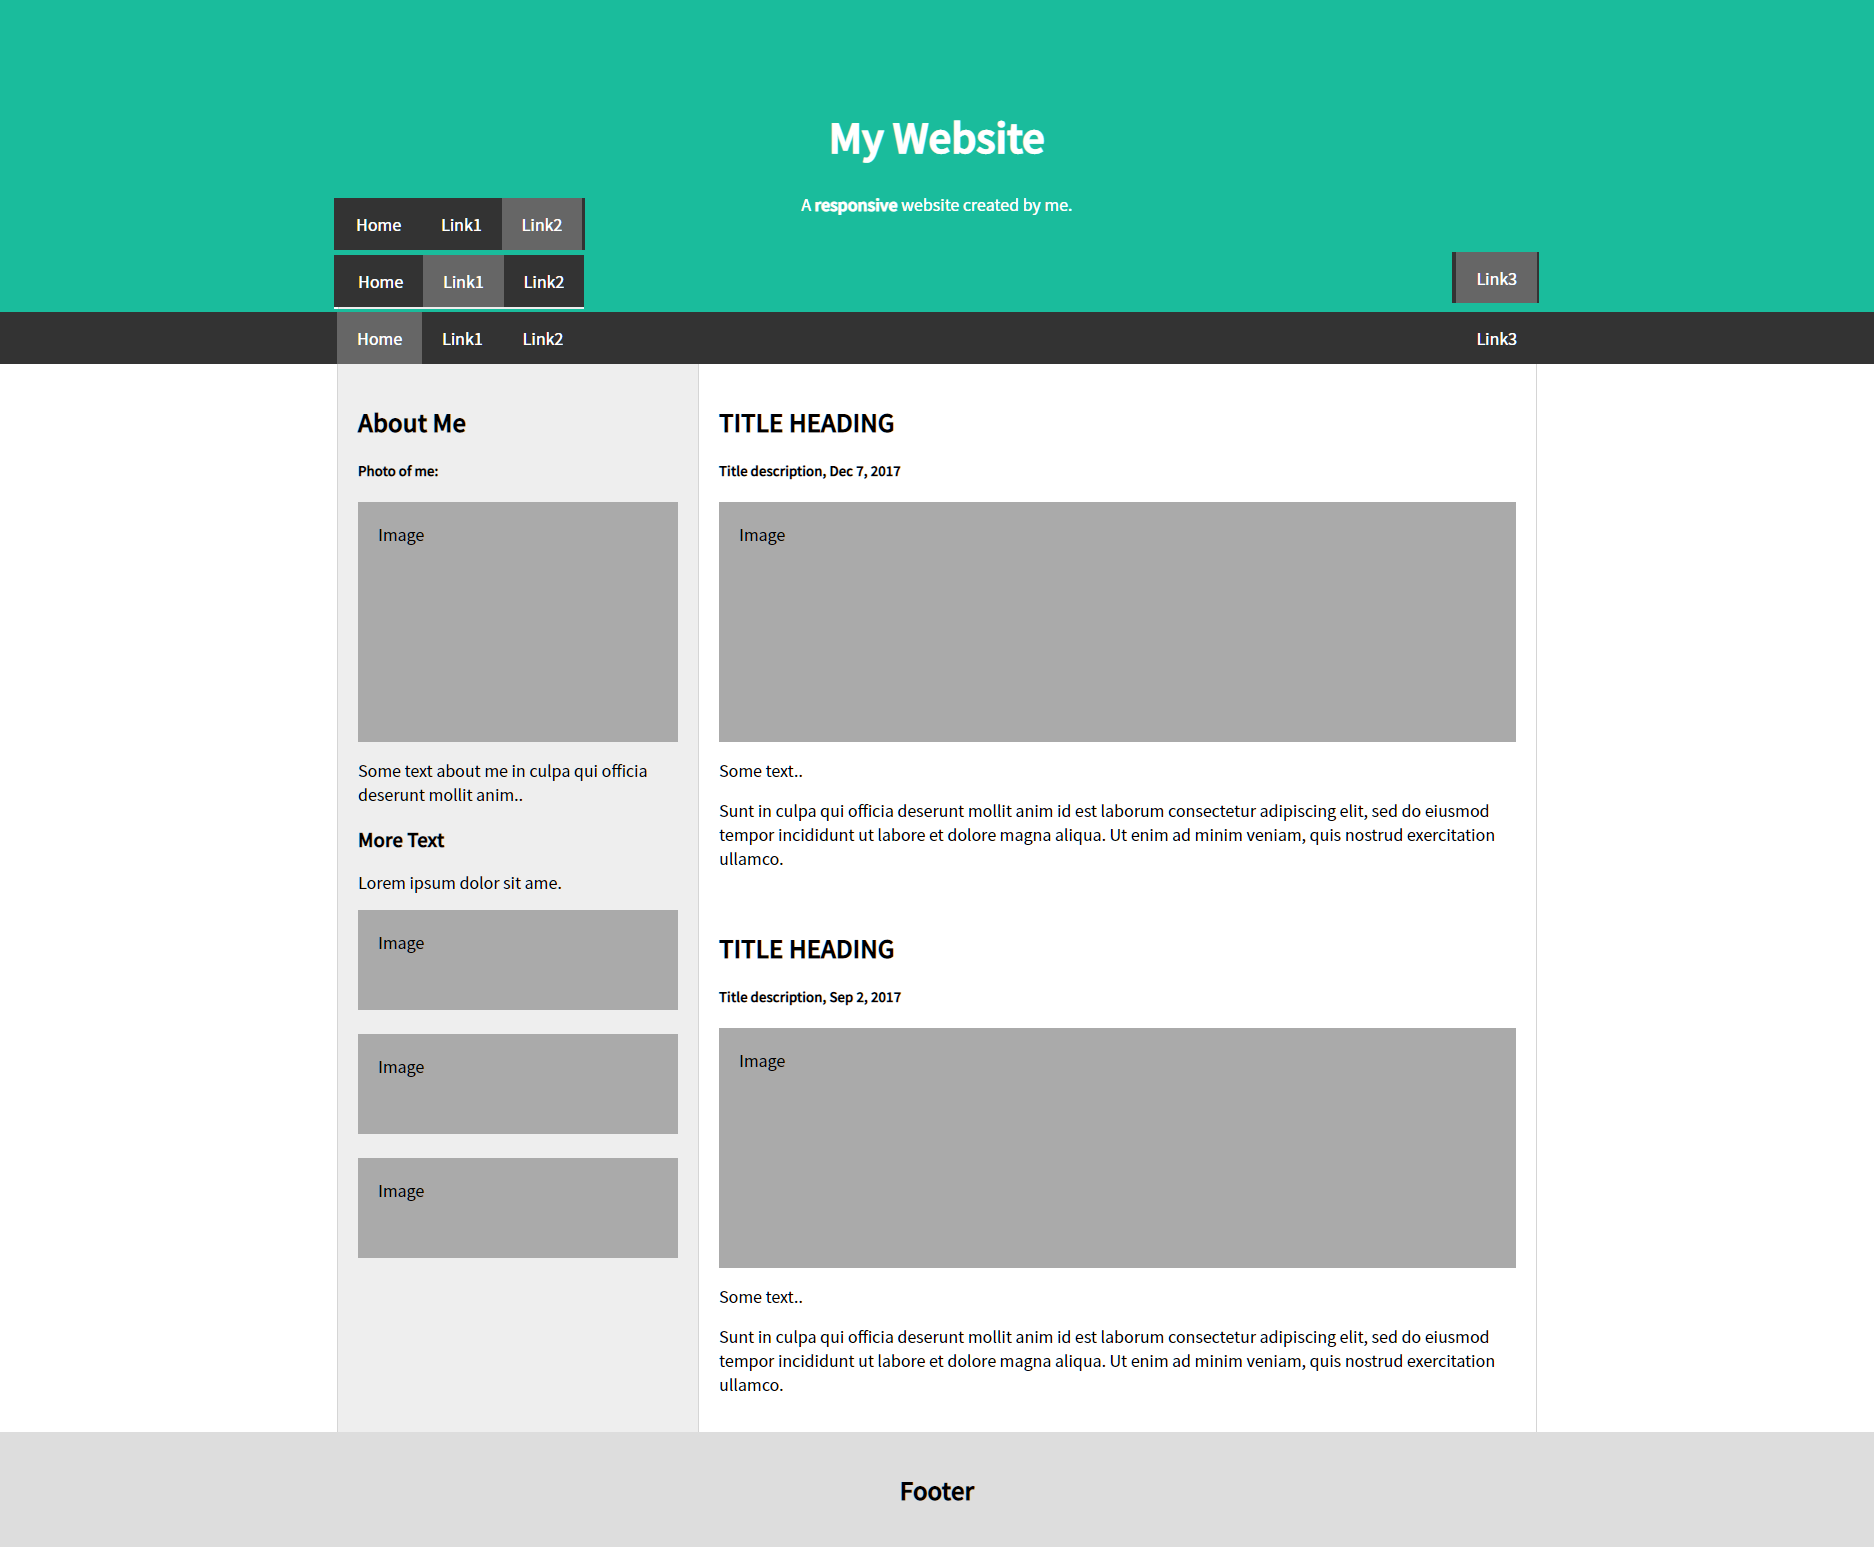 My Website
A responsive website created by me.
Home Link1 Link2
Home Link1 Link2
Link3
Home Link1 Link2 Link3
About Me
Photo of me:
Image
Some text about me in culpa qui officia
deserunt mollit anim..
More Text
Lorem ipsum dolor sit ame.
Image
Image
Image
TITLE HEADING
Title description, Dec 7, 2017
Image
Some text..
Sunt in culpa qui officia deserunt mollit anim id est laborum consectetur adipiscing elit, sed do eiusmod
tempor incididunt ut labore et dolore magna aliqua. Ut enim ad minim veniam, quis nostrud exercitation
ullamco.
TITLE HEADING
Title description, Sep 2, 2017
Image
Some text..
Sunt in culpa qui officia deserunt mollit anim id est laborum consectetur adipiscing elit, sed do eiusmod
tempor incididunt ut labore et dolore magna aliqua. Ut enim ad minim veniam, quis nostrud exercitation
ullamco.
Footer